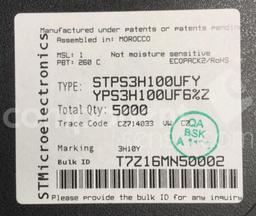 Manufactured under patents or patents pending
Assembled in: MOROCCO
MSL: 1 Not moisture sensitive
PBT: 260 C ECOPACK2/RoHS
TYPE: STPS3H100UFY
YPS3H100UFG%Z
Total Qty: 5000
Trace Code CZ714033 VW
Marking 3H10Y
Bulk ID T7Z16MN50002
Please provide the bulk ID for any inquiry
STMicroelectronics
QA
BSK